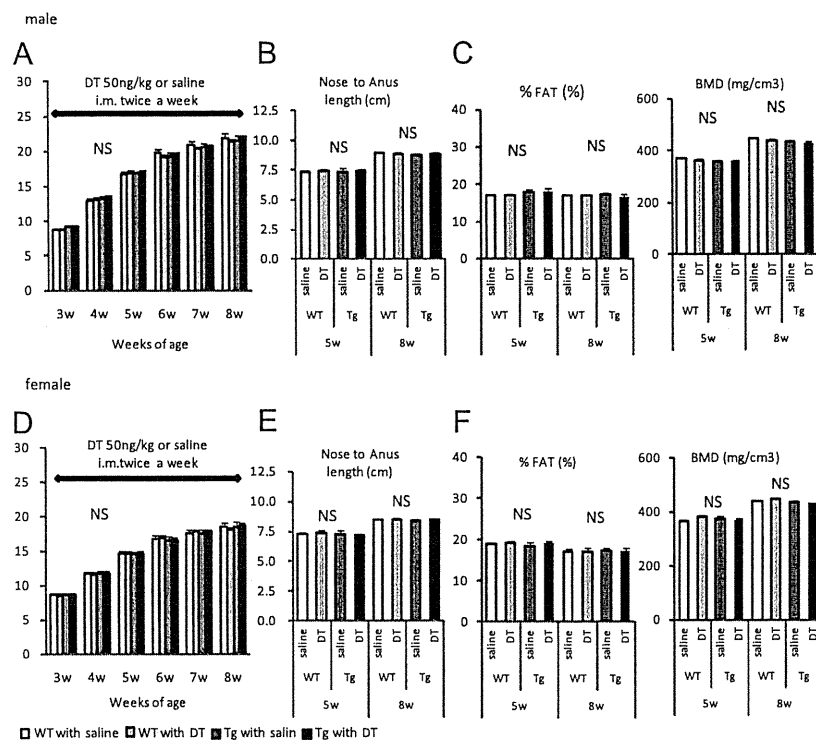 male
A
DT 50ng/kg or saline
i.m. twice a week
NS
30
25
20
15
10
5
0
3w 4w 5w 6w 7w 8w
Weeks of age
B
Nose to Anus
length (cm)
12.5
10.0
7.5
5.0
2.5
0.0
NS NS
saline DT saline DT saline DT saline DT
WT Tg WT Tg
5w 8w
C
% FAT (%)
40
30
20
10
0
NS NS
saline DT saline DT saline DT saline DT
WT Tg WT Tg
5w 8w
BMD (mg/cm3)
600
400
200
0
NS NS
saline DT saline DT saline DT saline DT
WT Tg WT Tg
5w 8w
female
D
DT 50ng/kg or saline
i.m.twice a week
NS
30
25
20
15
10
5
0
3w 4w 5w 6w 7w 8w
Weeks of age
E
Nose to Anus
length (cm)
12.5
10.0
7.5
5.0
2.5
0.0
NS NS
saline DT saline DT saline DT saline DT
WT Tg WT Tg
5w 8w
F
% FAT (%)
40
30
20
10
0
NS NS
saline DT saline DT saline DT saline DT
WT Tg WT Tg
5w 8w
BMD (mg/cm3)
600
400
200
0
NS NS
saline DT saline DT saline DT saline DT
WT Tg WT Tg
5w 8w
WT with saline WT with DT Tg with salin Tg with DT